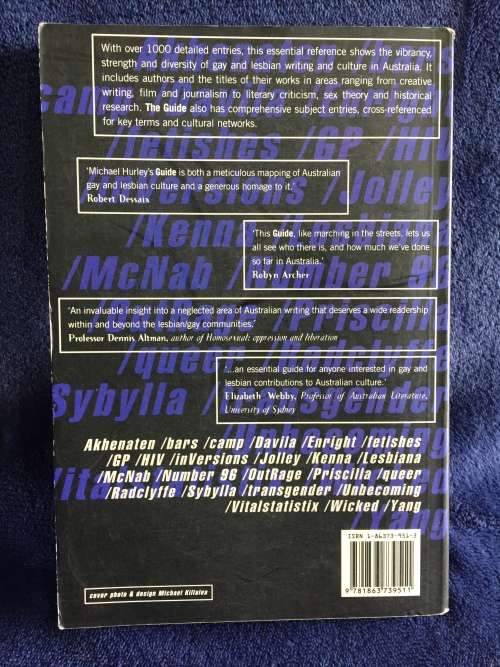 With over 1000 detailed entries, this essential reference shows the vibrancy,
strength and diversity of gay and lesbian writing and culture in Australia. It
includes authors and the titles of their works in areas ranging from creative
writing, film and journalism to literary criticism, sex theory and historical
research. The Guide also has comprehensive subject entries, cross-referenced
for key terms and cultural networks.
'Michael Hurley's Guide is both a meticulous mapping of Australian
gay and lesbian culture and a generous homage to it.'
Robert Dessaix
'This Guide, like marching in the streets, lets us
all see who there is, and how much we've done
so far in Australia.'
Robyn Archer
'An invaluable insight into a neglected area of Australian writing that deserves a wide readership
within and beyond the lesbian/gay communities.'
Professor Dennis Altman, author of Homosexual: oppression and liberation
'...an essential guide for anyone interested in gay and
lesbian contributions to Australian culture.'
Elizabeth Webby, Professor of Australian Literature,
University of Sydney
Akhenaten /bars /camp /Davila /Enright /fetishes
/GP /HIV /inVersions /Jolley /Kenna /Lesbiana
/McNab /Number 96 /OutRage /Priscilla /queer
/Radclyffe /Sybylla /transgender /Unbecoming
/Vitalstatistix /Wicked /Yang
ISBN 1-86373-951-3
9 781863 739511
cover photo & design Michael Killalea